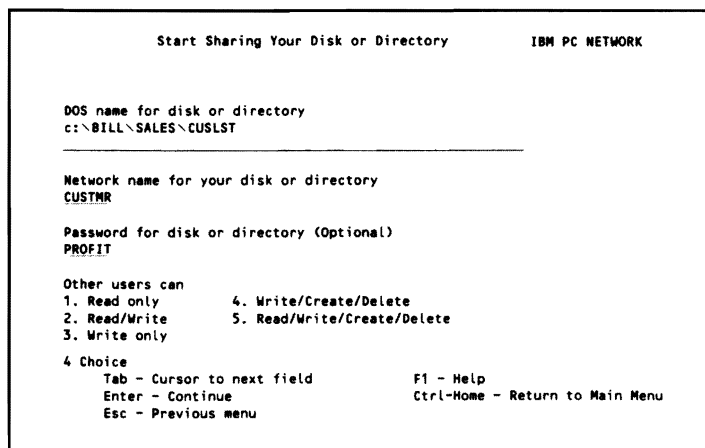 Start Sharing Your Disk or Directory IBM PC NETWORK
DOS name for disk or directory
c:\BILL\SALES\CUSLST
Network name for your disk or directory
CUSTMR
Password for disk or directory (Optional)
PROFIT
Other users can
1. Read only 4. Write/Create/Delete
2. Read/Write 5. Read/Write/Create/Delete
3. Write only
4 Choice
Tab - Cursor to next field F1 - Help
Enter - Continue Ctrl-Home - Return to Main Menu
Esc - Previous menu